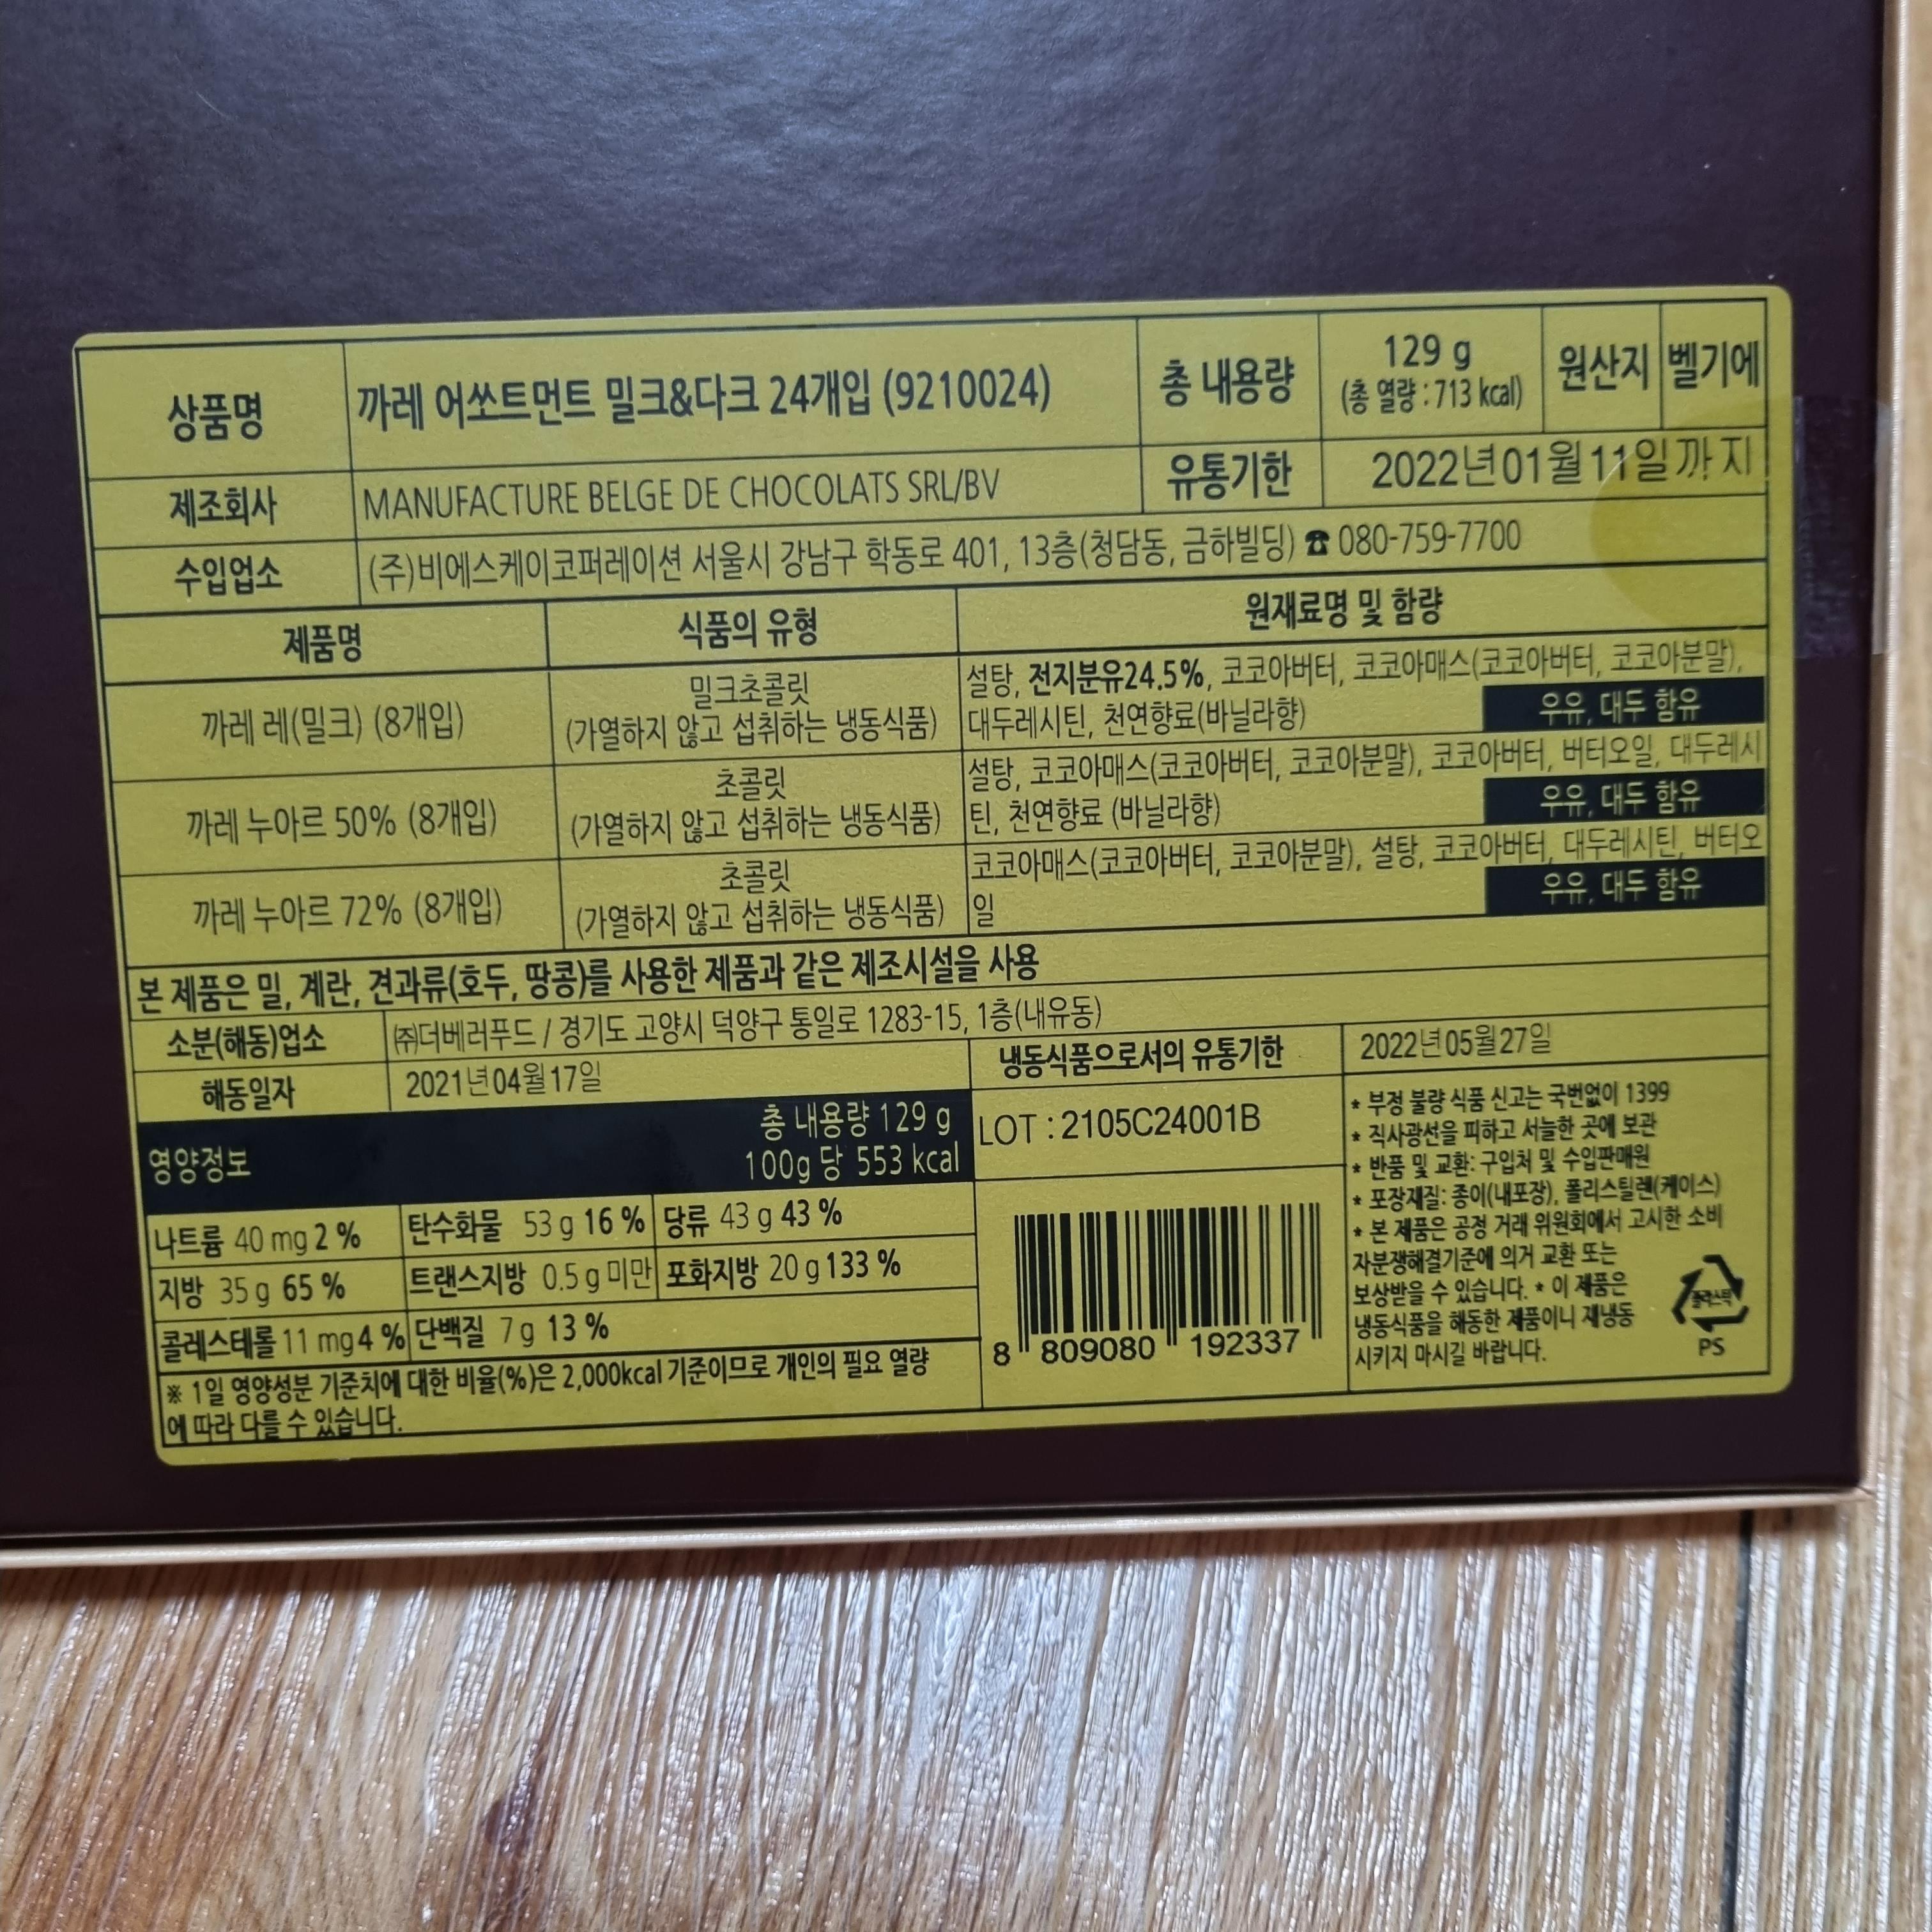 상품명 까레 어쏘트먼트 밀크&다크 24개입 (9210024) 총 내용량 129 g (총 열량 : 713 kcal) 원산지 벨기에
제조회사 MANUFACTURE BELGE DE CHOCOLATS SRL/BV 유통기한 2022년01월11일까지
수입업소 (주)비에스케이코퍼레이션 서울시 강남구 학동로 401, 13층(청담동, 금하빌딩) ☎ 080-759-7700
제품명 식품의 유형 원재료명 및 함량
까레 레(밀크) (8개입)
밀크초콜릿
(가열하지 않고 섭취하는 냉동식품)
설탕, 전지분유24.5%, 코코아버터, 코코아매스(코코아버터, 코코아분말),
대두레시틴, 천연향료(바닐라향)
우유, 대두 함유
까레 누아르 50% (8개입)
초콜릿
(가열하지 않고 섭취하는 냉동식품)
설탕, 코코아매스(코코아버터, 코코아분말), 코코아버터, 버터오일, 대두레시
틴, 천연향료 (바닐라향)
우유, 대두 함유
까레 누아르 72% (8개입)
초콜릿
(가열하지 않고 섭취하는 냉동식품)
코코아매스(코코아버터, 코코아분말), 설탕, 코코아버터, 대두레시틴, 버터오
일
우유, 대두 함유
본 제품은 밀, 계란, 견과류(호두, 땅콩)를 사용한 제품과 같은 제조시설을 사용
소분(해동)업소 ㈜더베러푸드 / 경기도 고양시 덕양구 통일로 1283-15, 1층(내유동)
해동일자 2021년04월17일 냉동식품으로서의 유통기한 2022년05월27일
영양정보
총 내용량 129 g
100g 당 553 kcal
나트륨 40 mg 2 % 탄수화물 53 g 16 % 당류 43 g 43 %
지방 35 g 65 % 트랜스지방 0.5 g 미만 포화지방 20 g 133 %
콜레스테롤 11 mg 4 % 단백질 7 g 13 %
※ 1일 영양성분 기준치에 대한 비율(%)은 2,000kcal 기준이므로 개인의 필요 열량
에 따라 다를 수 있습니다.
LOT : 2105C24001B
8 809080 192337
* 부정 불량 식품 신고는 국번없이 1399
* 직사광선을 피하고 서늘한 곳에 보관
* 반품 및 교환: 구입처 및 수입판매원
* 포장재질: 종이(내포장), 폴리스틸렌(케이스)
* 본 제품은 공정 거래 위원회에서 고시한 소비
자분쟁해결기준에 의거 교환 또는
보상받을 수 있습니다. * 이 제품은
냉동식품을 해동한 제품이니 재냉동
시키지 마시길 바랍니다.
플라스틱
PS